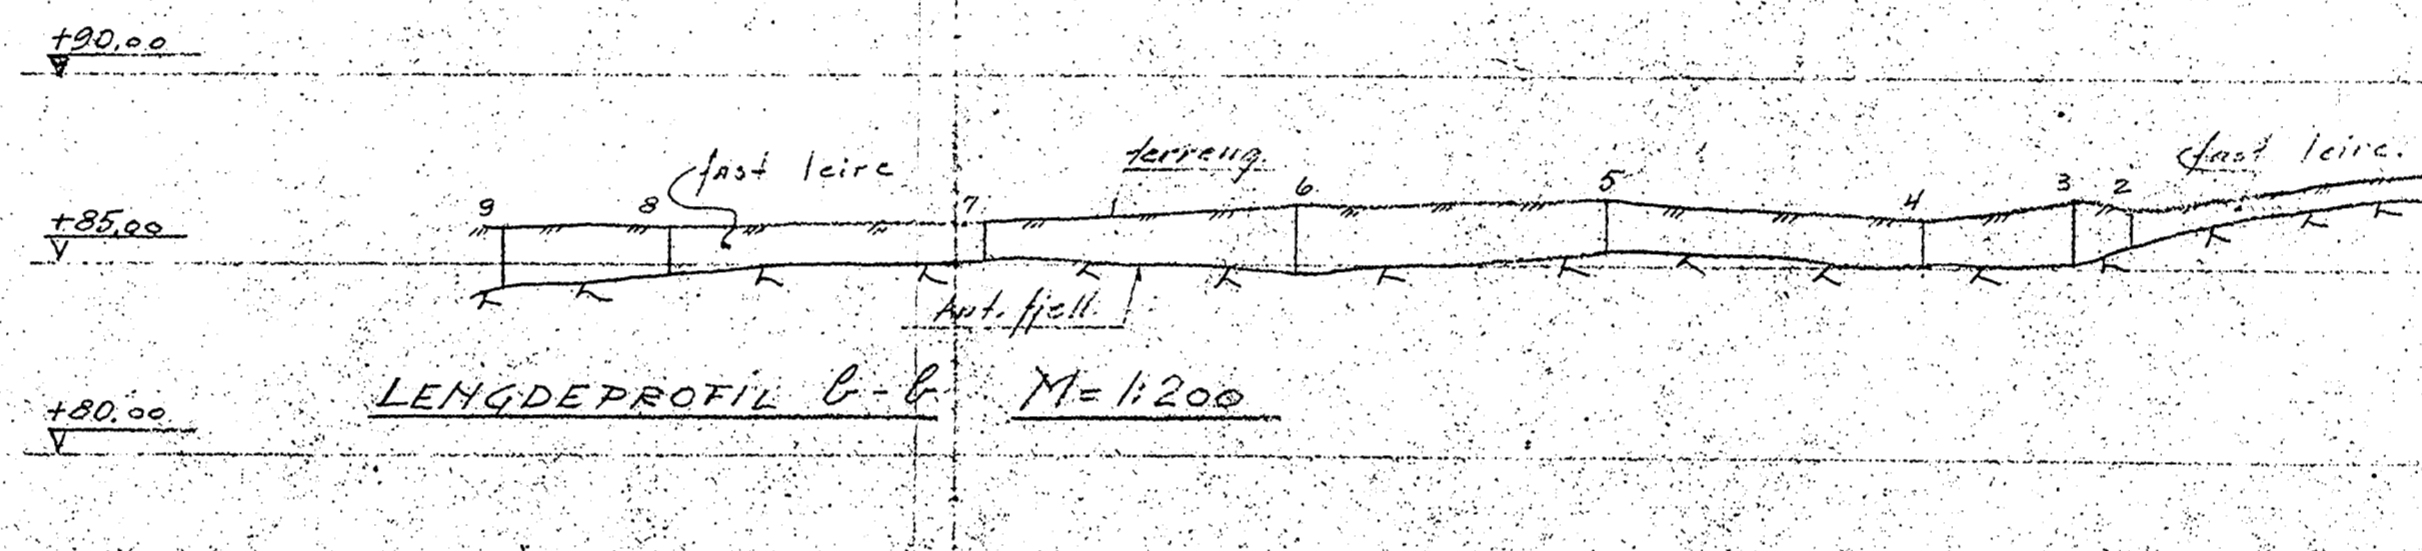 +90.00
fast leire
terreng.
fast leire.
9 8 7 6 5 4 3 2
+85.00
Ant. fjell.
LENGDEPROFIL b-b M=1:200
+80.00